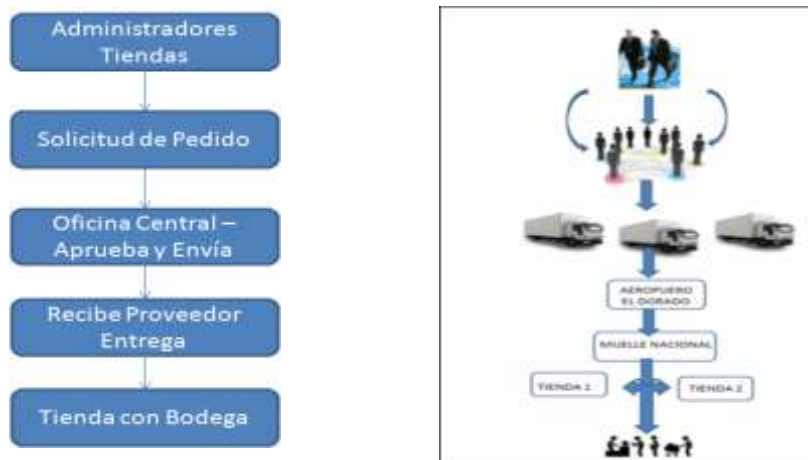 Administradores
Tiendas
Solicitud de Pedido
Oficina Central –
Aprueba y Envía
Recibe Proveedor
Entrega
Tienda con Bodega
AEROPUERO
EL DORADO
MUELLE NACIONAL
TIENDA 1
TIENDA 2